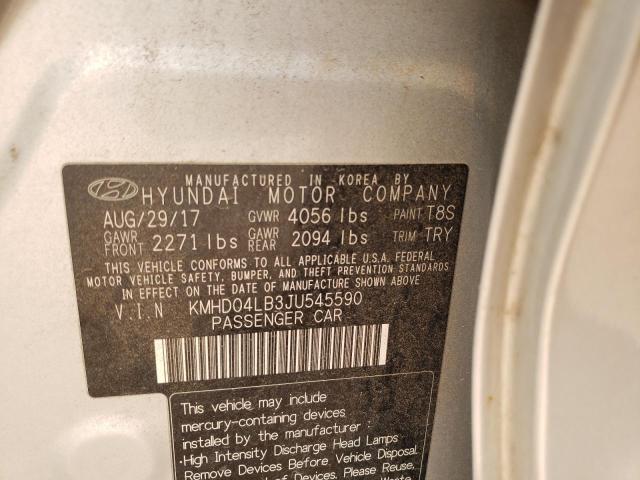 MANUFACTURED IN KOREA BY
HYUNDAI MOTOR COMPANY
AUG/29/17 GVWR 4056 lbs PAINT T8S
GAWR FRONT 2271 lbs GAWR REAR 2094 lbs TRIM TRY
THIS VEHICLE CONFORMS TO ALL APPLICABLE U.S.A. FEDERAL
MOTOR VEHICLE SAFETY, BUMPER, AND THEFT PREVENTION STANDARDS
IN EFFECT ON THE DATE OF MANUFACTURE SHOWN ABOVE.
V.I.N KMHD04LB3JU545590
PASSENGER CAR
This vehicle may include
mercury-containing devices
installed by the manufacturer :
·High Intensity Discharge Head Lamps
Remove Devices Before Vehicle Disposal.
of Devices. Please Reuse,
Waste.